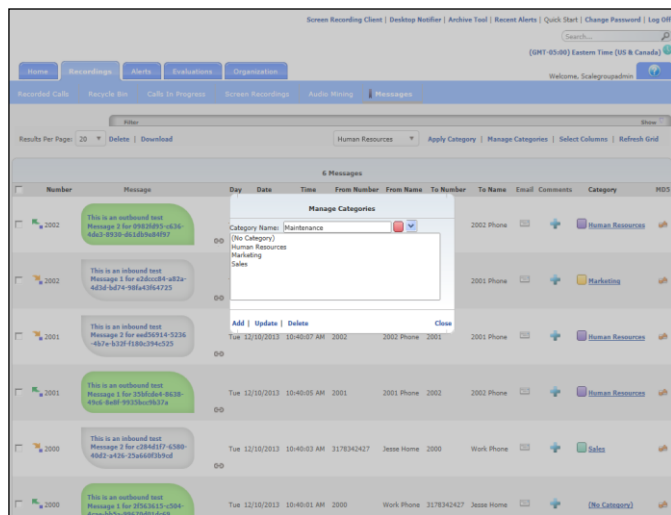 Screen Recording Client | Desktop Notifier | Archive Tool | Recent Alerts | Quick Start | Change Password | Log Off
Search...
(GMT-05:00) Eastern Time (US & Canada)
Home Recordings Alerts Evaluations Organization
Welcome, Scalegroupadmin
Recorded Calls Recycle Bin Calls In Progress Screen Recordings Audio Mining Messages
Filter Show
Results Per Page: 20 Delete | Download Human Resources Apply Category | Manage Categories | Select Columns | Refresh Grid
6 Messages
Number Message Day Date Time From Number From Name To Number To Name Email Comments Category MD5
Manage Categories
Category Name: Maintenance
(No Category)
Human Resources
Marketing
Sales
Add | Update | Delete Close
This is an outbound test
2002 Message 2 for 0983fd95-c636- 2002 Phone Human Resources
4de3-8930-d61db9e84f97
This is an inbound test
2002 Message 1 for e2dccc84-a82a- 2001 Phone Marketing
4d3d-bd74-98fa43f64725
This is an inbound test
2001 Message 2 for ead56914-5236 Tue 12/10/2013 10:40:07 AM 2002 2002 Phone 2001 2001 Phone Human Resources
-4b7e-b32f-f180c394c525
This is an outbound test
2001 Message 1 for 35bfcde4-8628- Tue 12/10/2013 10:40:05 AM 2001 2001 Phone 2002 2002 Phone Human Resources
49c6-8e8f-9935bcc9b37a
This is an inbound test
2000 Message 2 for c284d1f7-6580- Tue 12/10/2013 10:40:03 AM 3178342427 Jesse Home 2000 Work Phone Sales
40d2-a426-25a660f3b9cd
This is an outbound test
2000 Message 1 for 2f563615-c504- Tue 12/10/2013 10:40:01 AM 2000 Work Phone 3178342427 Jesse Home (No Category)